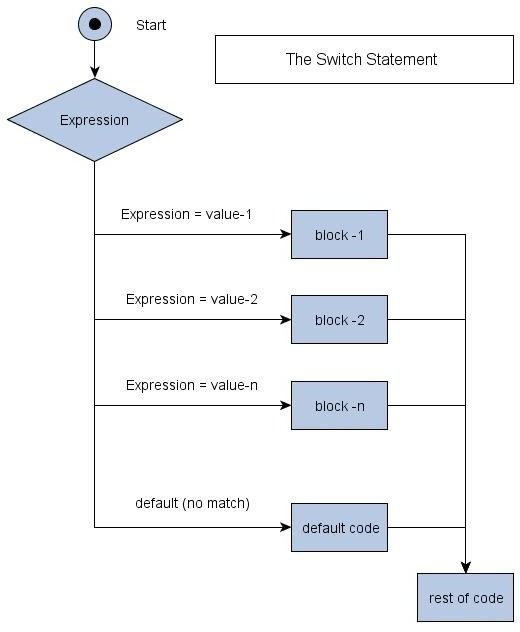 Start
The Switch Statement
Expression
Expression = value-1
block -1
Expression = value-2
block -2
Expression = value-n
block -n
default (no match)
default code
rest of code